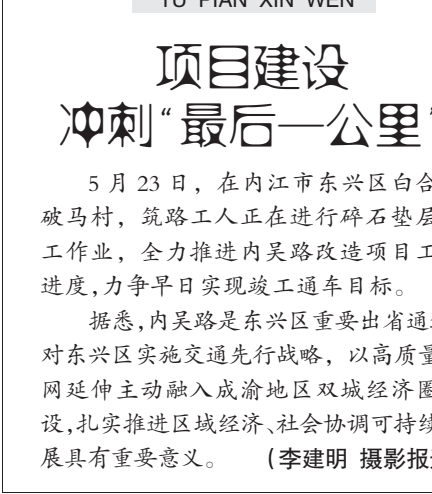 TU PIAN XIN WEN
项目建设
冲刺“最后一公里”
5月23日，在内江市东兴区白合
破马村，筑路工人正在进行碎石垫层
工作业，全力推进内吴路改造项目工
进度,力争早日实现竣工通车目标。
据悉,内吴路是东兴区重要出省通
对东兴区实施交通先行战略，以高质量
网延伸主动融入成渝地区双城经济圈
设,扎实推进区域经济、社会协调可持续
展具有重要意义。 （李建明 摄影报